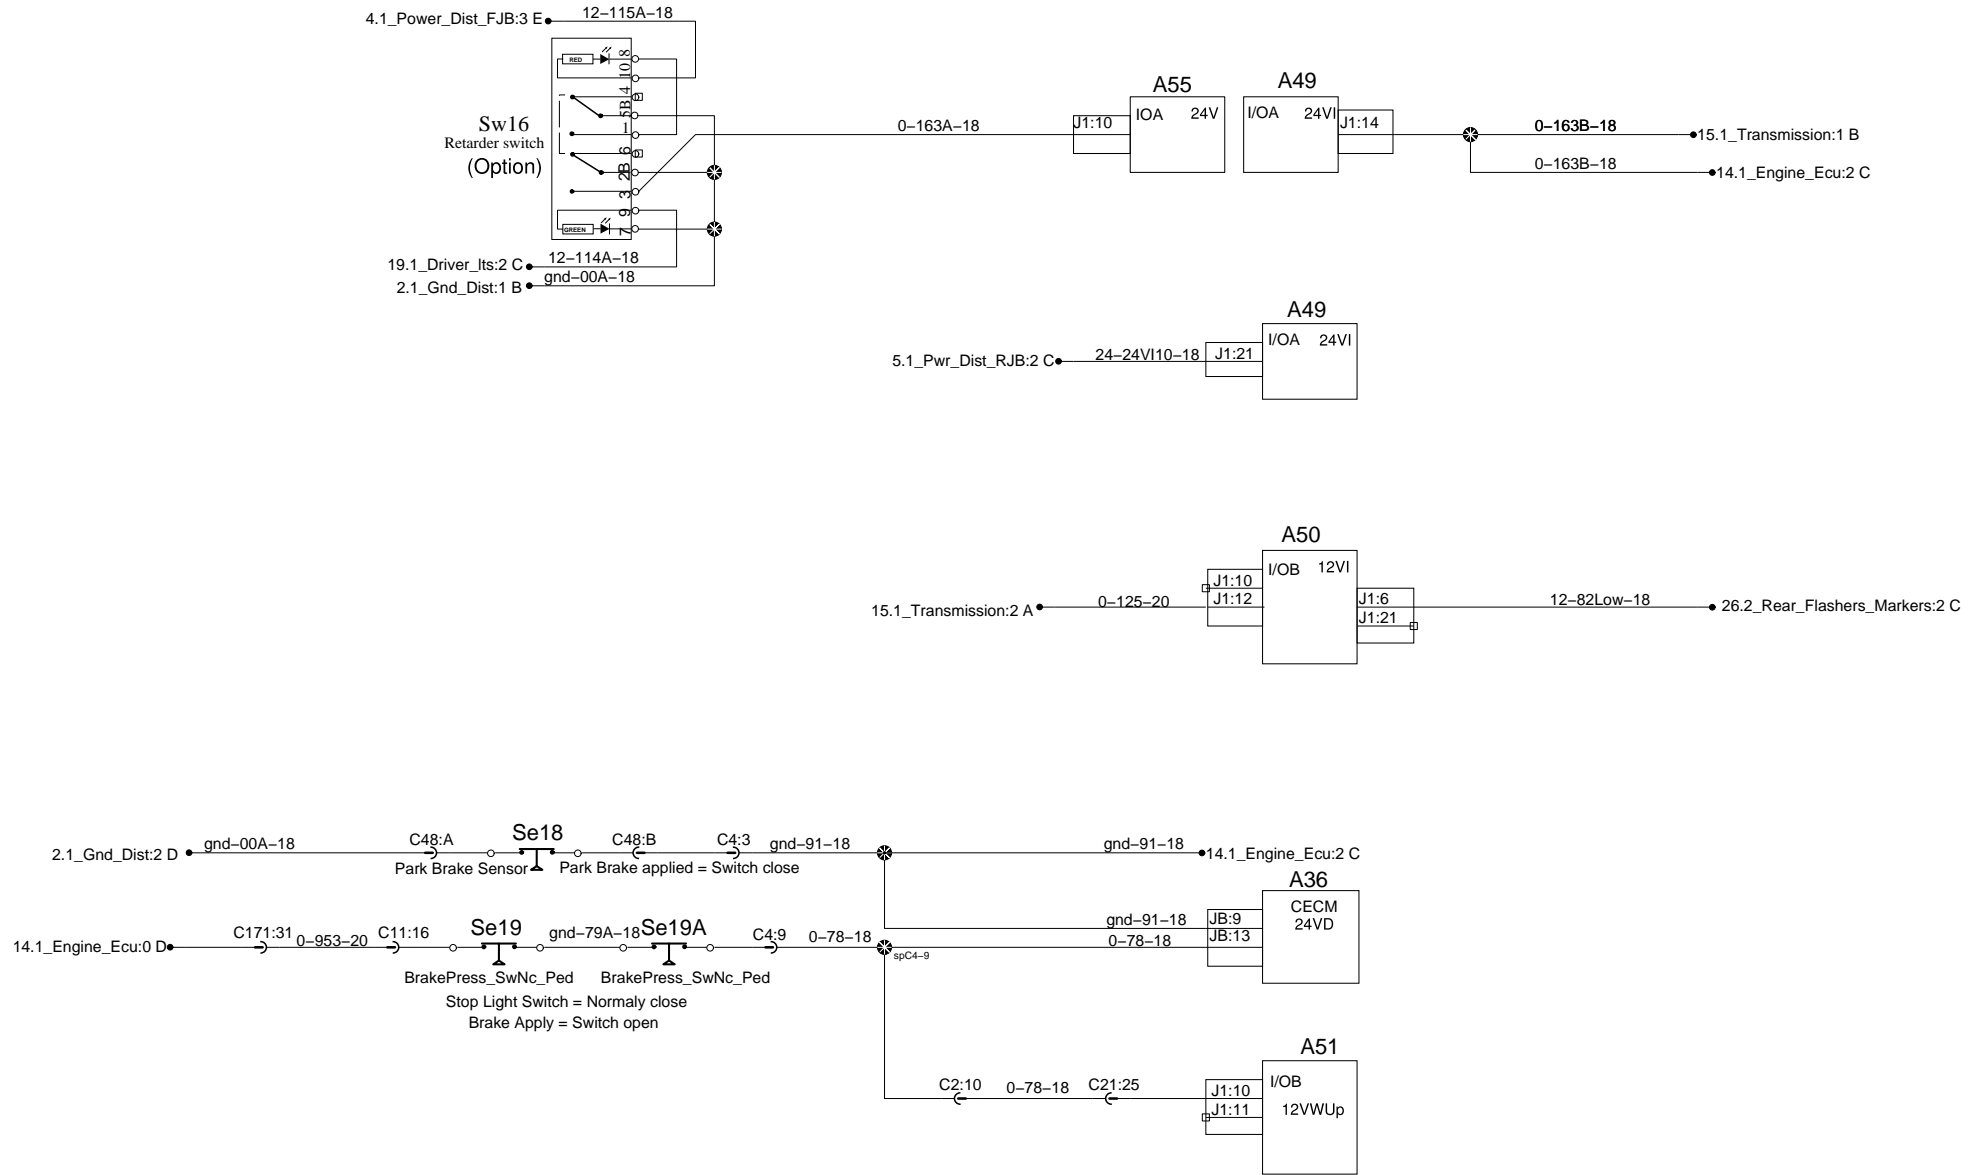 4.1_Power_Dist_FJB:3 E
12-115A-18
RED
8
10
4
5B
1
6
2B
3
9
7
GREEN
Sw16
Retarder switch
(Option)
19.1_Driver_lts:2 C
12-114A-18
2.1_Gnd_Dist:1 B
gnd-00A-18
0-163A-18
A55
IOA 24V
J1:10
A49
I/OA 24VI
J1:14
0-163B-18
15.1_Transmission:1 B
0-163B-18
14.1_Engine_Ecu:2 C
A49
I/OA 24VI
5.1_Pwr_Dist_RJB:2 C
24-24VI10-18
J1:21
A50
I/OB 12VI
J1:10
15.1_Transmission:2 A
0-125-20
J1:12
J1:6
12-82Low-18
26.2_Rear_Flashers_Markers:2 C
J1:21
2.1_Gnd_Dist:2 D
gnd-00A-18
C48:A
Se18
C48:B
C4:3
gnd-91-18
gnd-91-18
14.1_Engine_Ecu:2 C
Park Brake Sensor
Park Brake applied = Switch close
A36
CECM
24VD
gnd-91-18
JB:9
14.1_Engine_Ecu:0 D
C171:31
0-953-20
C11:16
Se19
gnd-79A-18
Se19A
C4:9
0-78-18
spC4-9
0-78-18
JB:13
BrakePress_SwNc_Ped
BrakePress_SwNc_Ped
Stop Light Switch = Normaly close
Brake Apply = Switch open
A51
I/OB
12VWUp
C2:10
0-78-18
C21:25
J1:10
J1:11